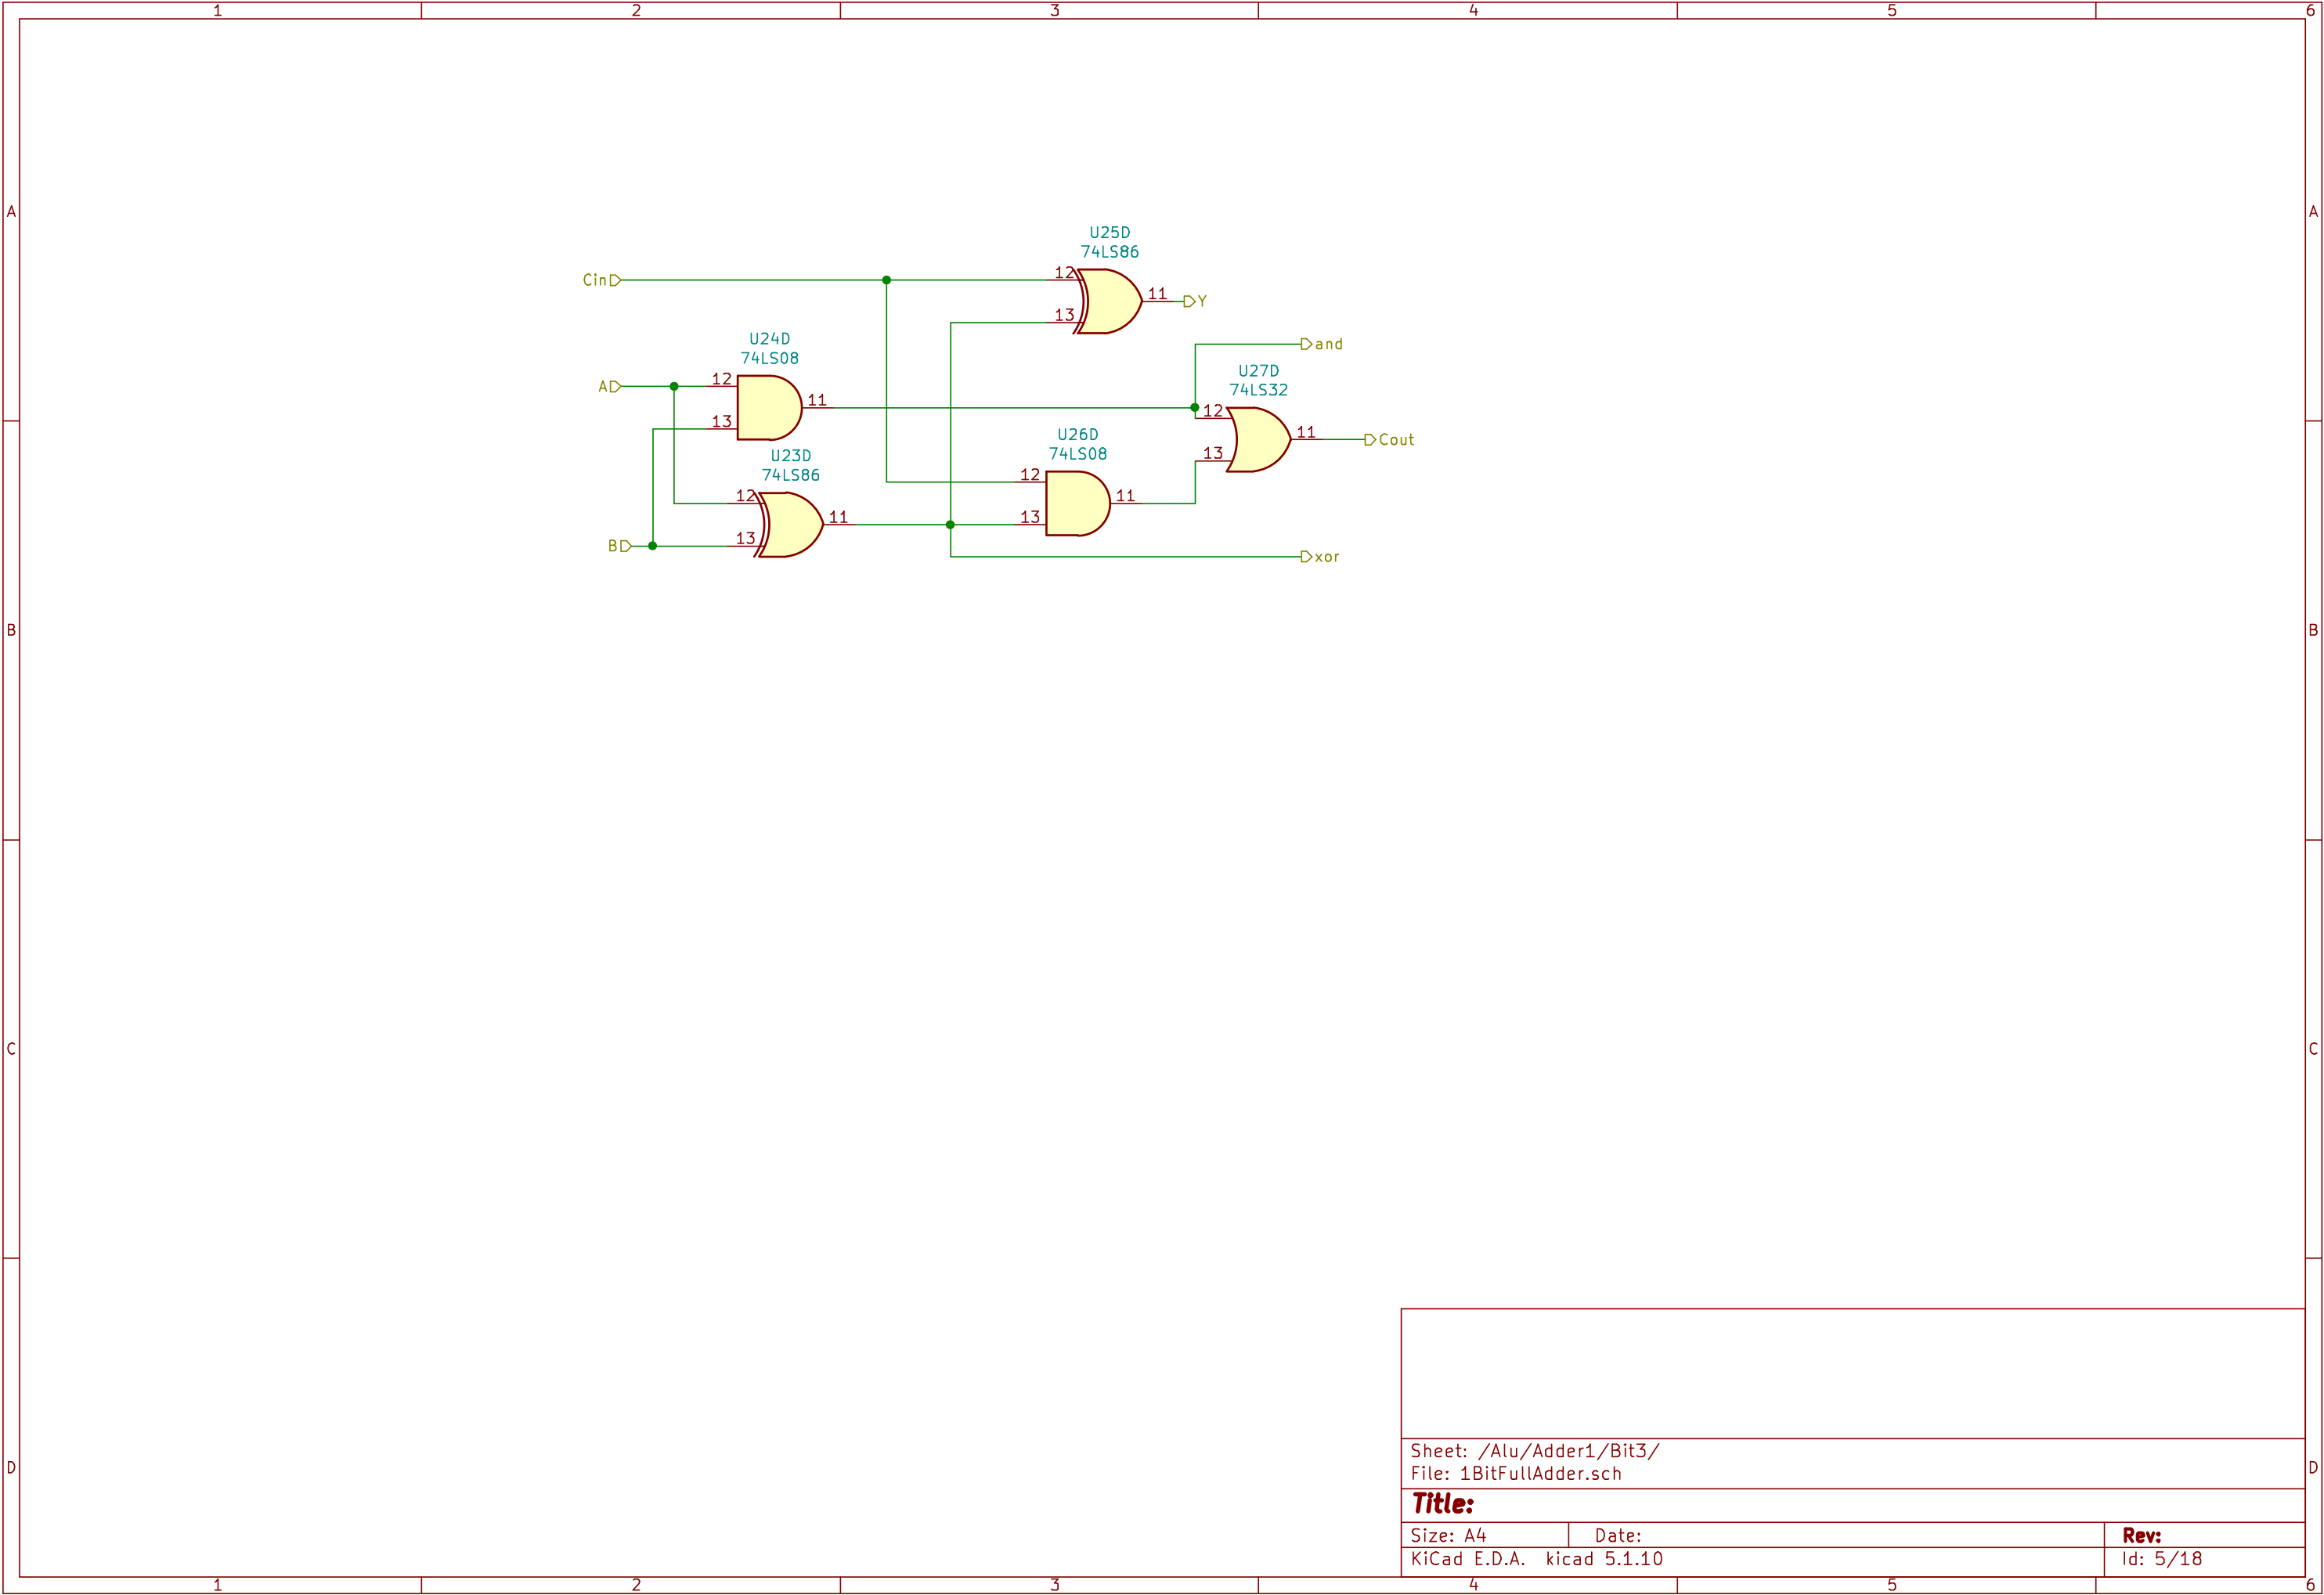 1 2 3 4 5 6
A A
U25D
74LS86
Cin 12 11 Y
13
U24D
74LS08
and
U27D
74LS32
A 12 11
13
12 11 Cout
13
U26D
74LS08
U23D
74LS86
12 11
13
12 11
B 13
xor
B B
C C
Sheet: /Alu/Adder1/Bit3/
File: 1BitFullAdder.sch
D D
Title:
Size: A4 Date: Rev:
KiCad E.D.A. kicad 5.1.10 Id: 5/18
1 2 3 4 5 6